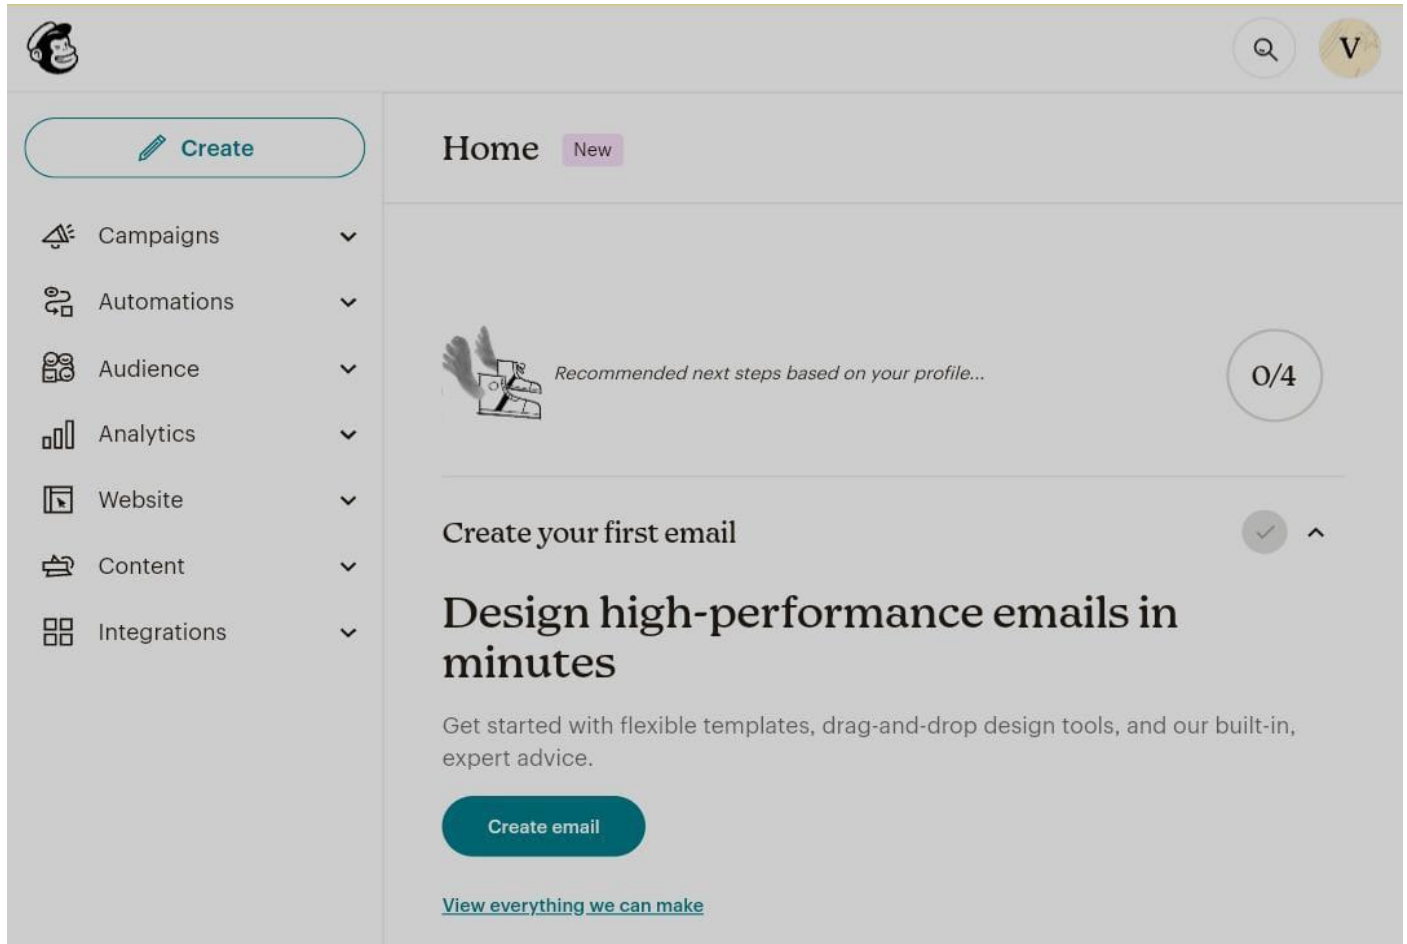 V
Create
Home
New
Campaigns
Automations
Audience
Analytics
Website
Content
Integrations
Recommended next steps based on your profile...
0/4
Create your first email
Design high-performance emails in
minutes
Get started with flexible templates, drag-and-drop design tools, and our built-in,
expert advice.
Create email
View everything we can make